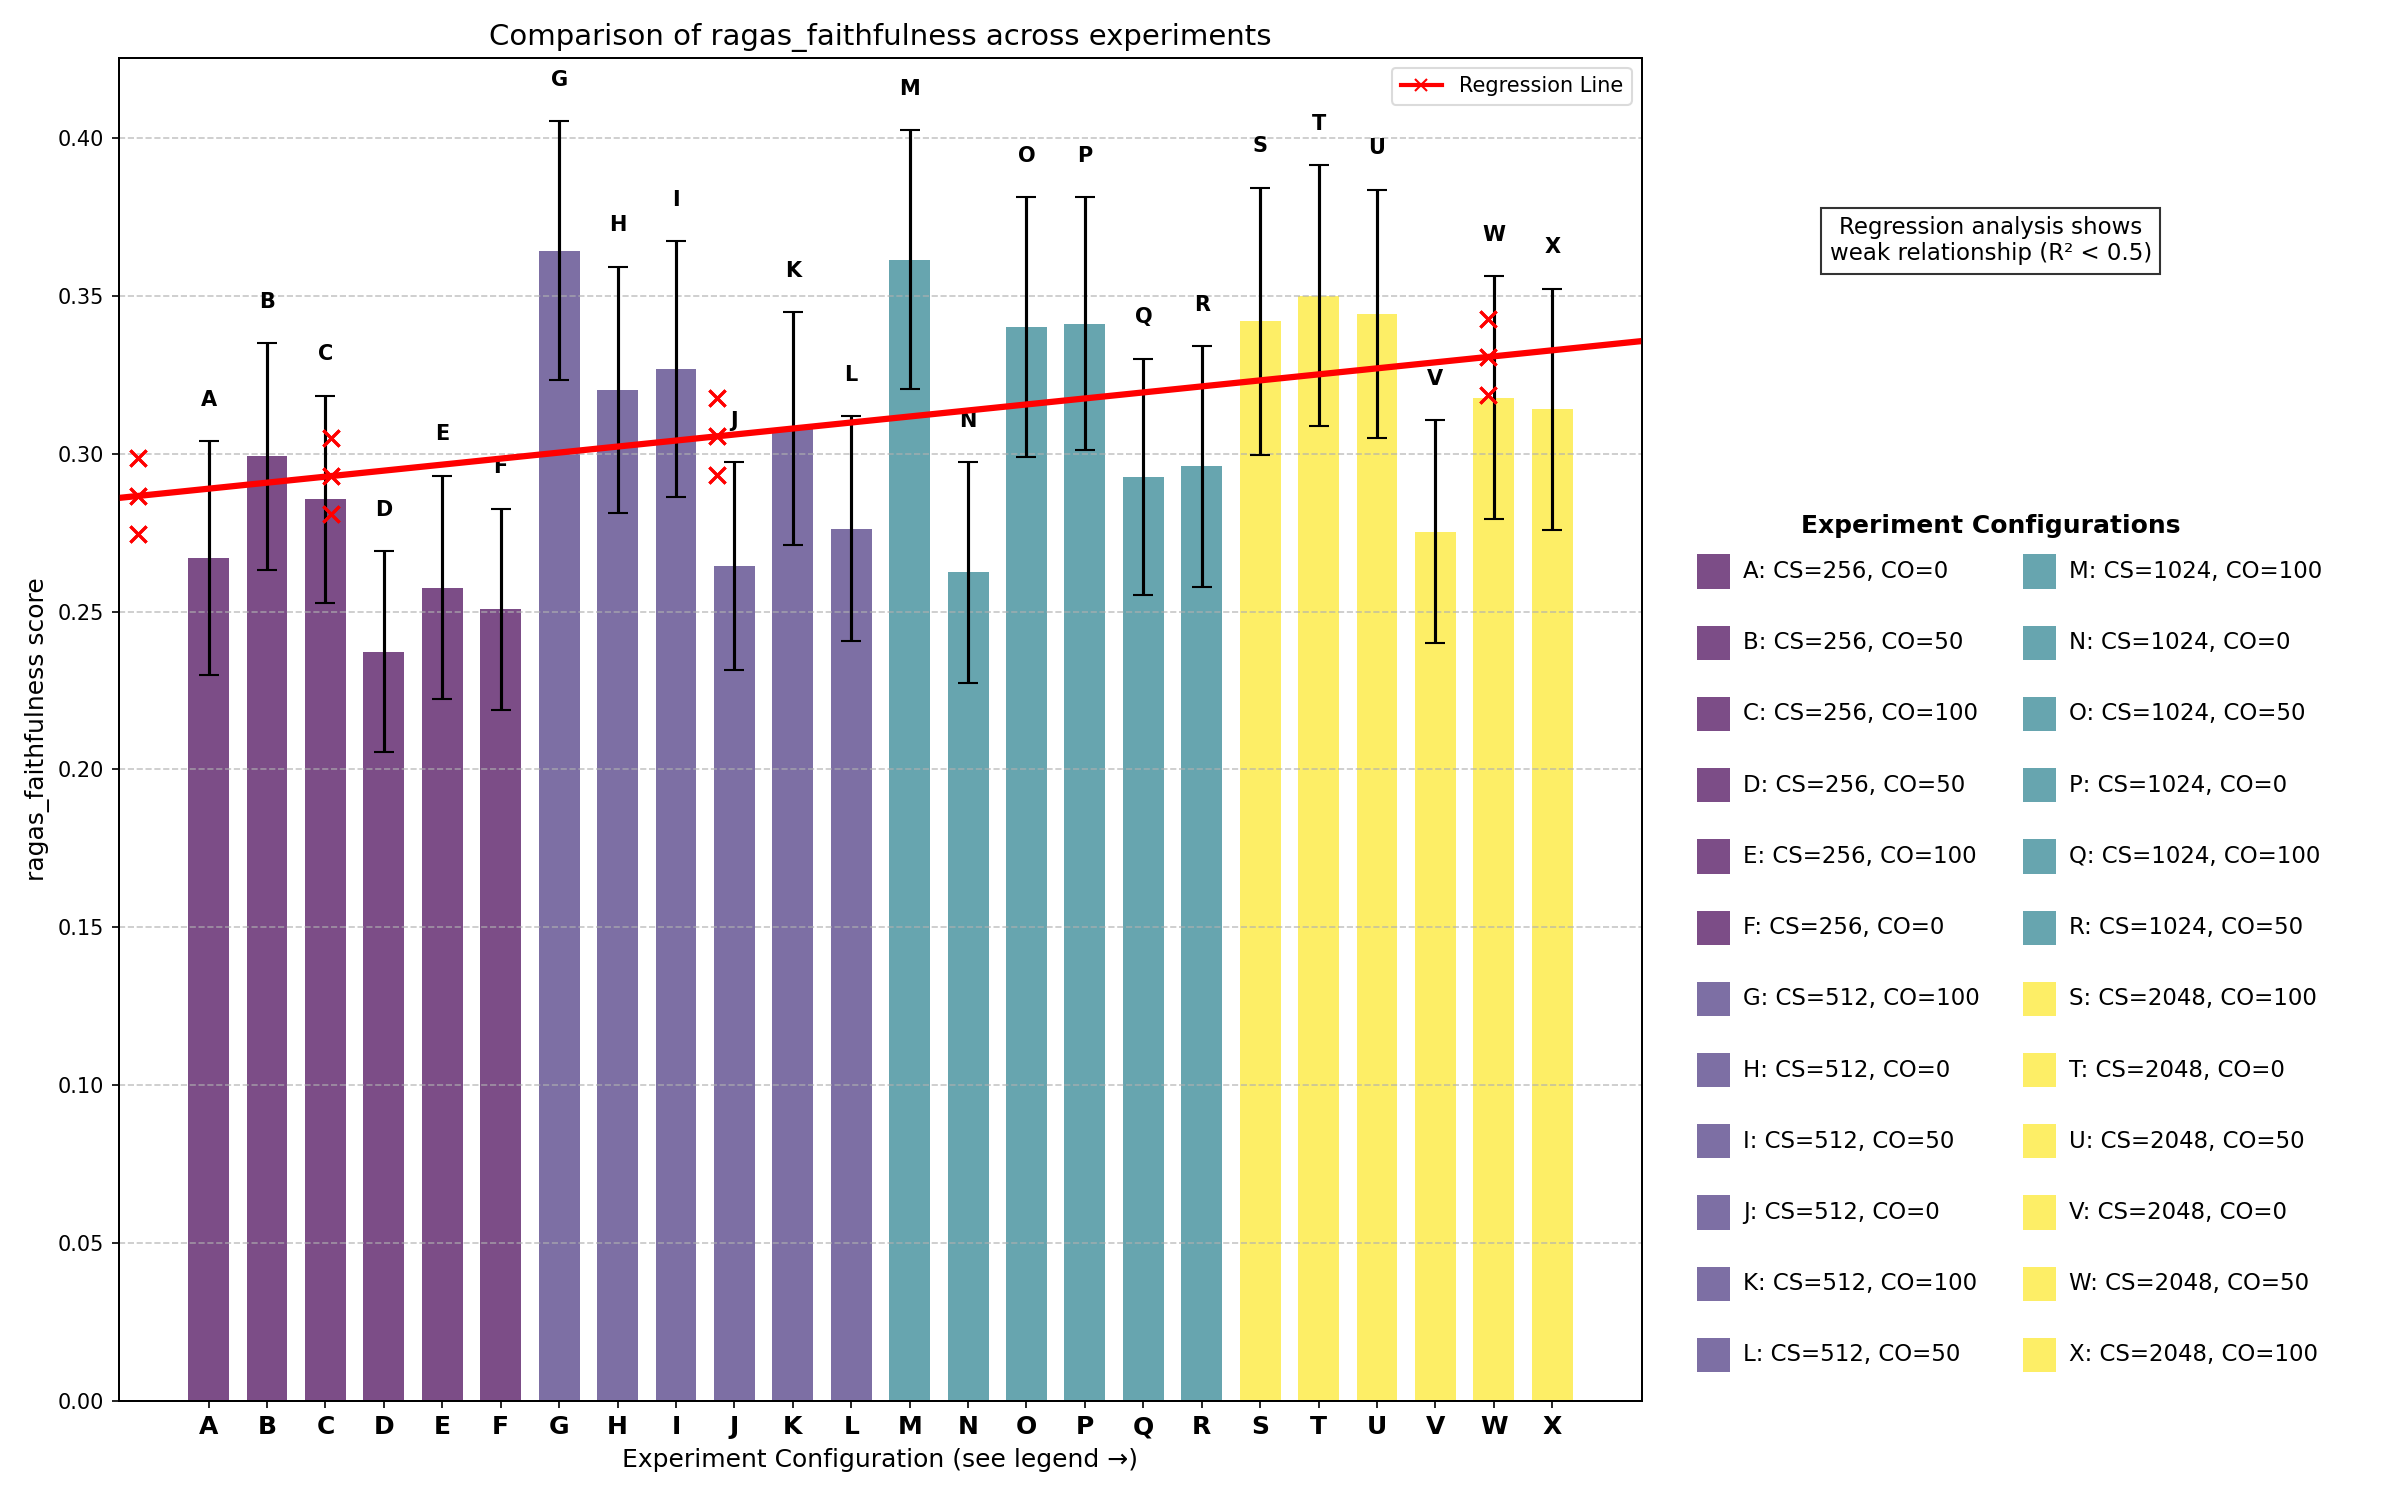 Comparison of ragas_faithfulness across experiments
Regression Line
G
M
T
S
U
O
P
I
H
W
X
K
B
Q
R
C
L
V
A
J
N
E
F
D
0.40
0.35
0.30
0.25
0.20
0.15
0.10
0.05
0.00
ragas_faithfulness score
A B C D E F G H I J K L M N O P Q R S T U V W X
Experiment Configuration (see legend →)
Regression analysis shows
weak relationship (R² < 0.5)
Experiment Configurations
A: CS=256, CO=0
B: CS=256, CO=50
C: CS=256, CO=100
D: CS=256, CO=50
E: CS=256, CO=100
F: CS=256, CO=0
G: CS=512, CO=100
H: CS=512, CO=0
I: CS=512, CO=50
J: CS=512, CO=0
K: CS=512, CO=100
L: CS=512, CO=50
M: CS=1024, CO=100
N: CS=1024, CO=0
O: CS=1024, CO=50
P: CS=1024, CO=0
Q: CS=1024, CO=100
R: CS=1024, CO=50
S: CS=2048, CO=100
T: CS=2048, CO=0
U: CS=2048, CO=50
V: CS=2048, CO=0
W: CS=2048, CO=50
X: CS=2048, CO=100